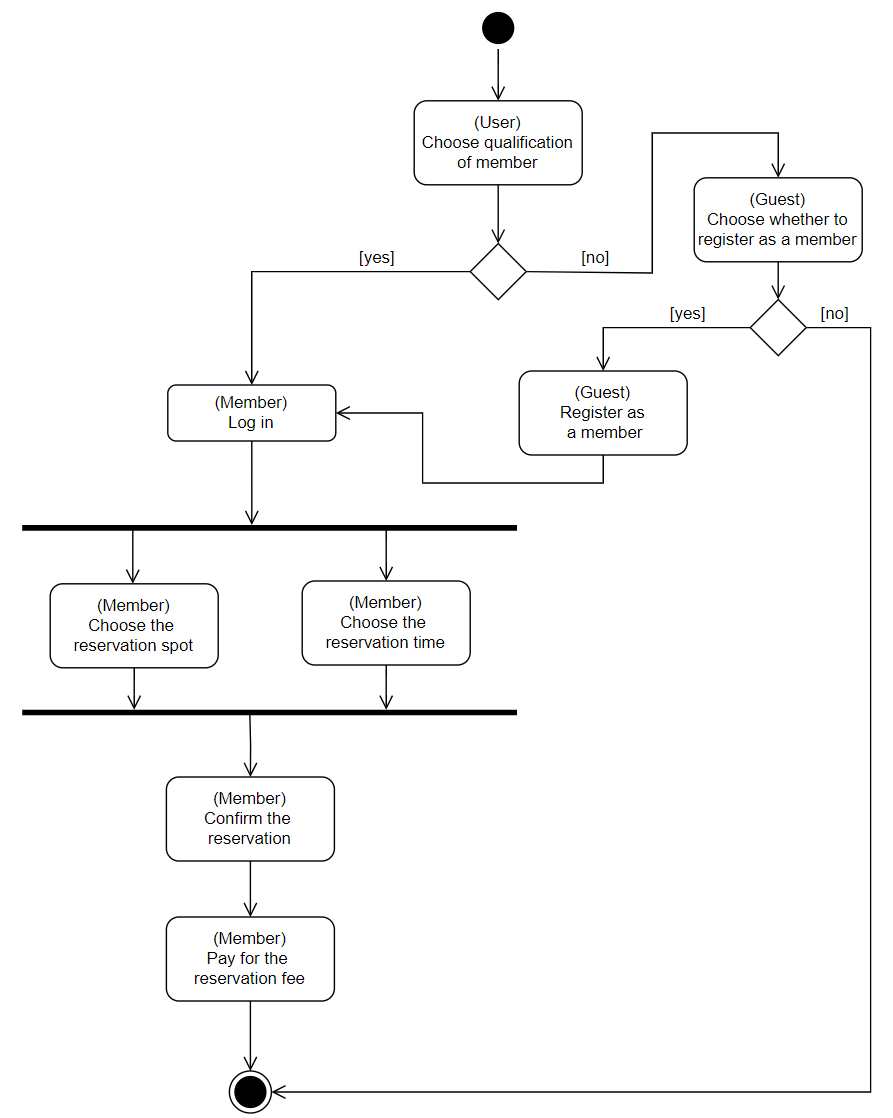 (User)
Choose qualification
of member
(Guest)
Choose whether to
register as a member
[yes]
[no]
[yes]
[no]
(Guest)
Register as
a member
(Member)
Log in
(Member)
Choose the
reservation spot
(Member)
Choose the
reservation time
(Member)
Confirm the
reservation
(Member)
Pay for the
reservation fee